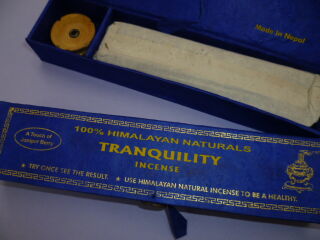 Made in Nepal
100% HIMALAYAN NATURALS
A Touch of
Juniper Berry
TRANQUILITY
INCENSE
★ TRY ONCE SEE THE RESULT. ★ USE HIMALAYAN NATURAL INCENSE TO BE A HEALTHY.